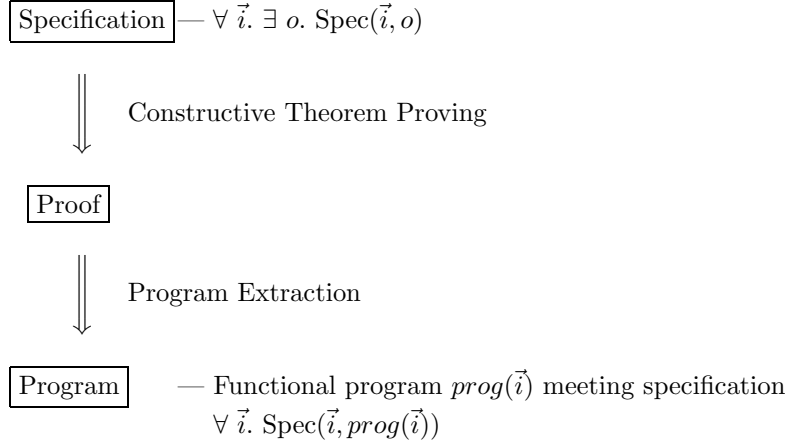 Specification — ∀ i⃗. ∃ o. Spec(i⃗, o)
Constructive Theorem Proving
Proof
Program Extraction
Program — Functional program prog(i⃗) meeting specification
∀ i⃗. Spec(i⃗, prog(i⃗))